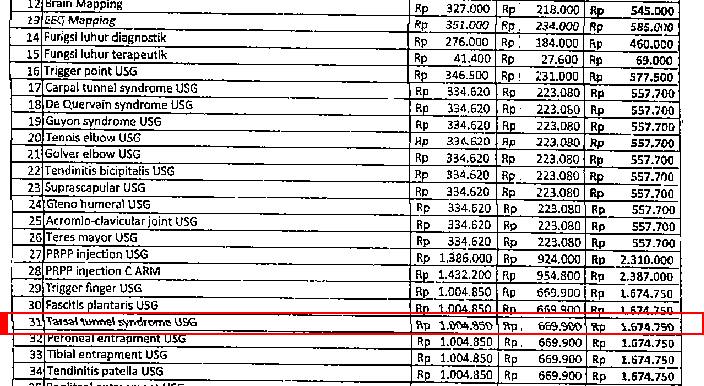 12 Brain Mapping Rp 327.000 Rp 218.000 Rp 545.000
13 EEG Mapping Rp 351.000 Rp 234.000 Rp 585.000
14 Fungsi luhur diagnostik Rp 276.000 Rp 184.000 Rp 460.000
15 Fungsi luhur terapeutik Rp 41.400 Rp 27.600 Rp 69.000
16 Trigger point USG Rp 346.500 Rp 231.000 Rp 577.500
17 Carpal tunnel syndrome USG Rp 334.620 Rp 223.080 Rp 557.700
18 De Quervain syndrome USG Rp 334.620 Rp 223.080 Rp 557.700
19 Guyon syndrome USG Rp 334.620 Rp 223.080 Rp 557.700
20 Tennis elbow USG Rp 334.620 Rp 223.080 Rp 557.700
21 Golver elbow USG Rp 334.620 Rp 223.080 Rp 557.700
22 Tendinitis bicipitalis USG Rp 334.620 Rp 223.080 Rp 557.700
23 Suprascapular USG Rp 334.620 Rp 223.080 Rp 557.700
24 Gleno humeral USG Rp 334.620 Rp 223.080 Rp 557.700
25 Acromio-clavicular joint USG Rp 334.620 Rp 223.080 Rp 557.700
26 Teres mayor USG Rp 334.620 Rp 223.080 Rp 557.700
27 PRPP injection USG Rp 1.386.000 Rp 924.000 Rp 2.310.000
28 PRPP injection C ARM Rp 1.432.200 Rp 954.800 Rp 2.387.000
29 Trigger finger USG Rp 1.004.850 Rp 669.900 Rp 1.674.750
30 Fascitis plantaris USG Rp 1.004.850 Rp 669.900 Rp 1.674.750
31 Tarsal tunnel syndrome USG Rp 1.004.850 Rp 669.900 Rp 1.674.750
32 Peroneal entrapment USG Rp 1.004.850 Rp 669.900 Rp 1.674.750
33 Tibial entrapment USG Rp 1.004.850 Rp 669.900 Rp 1.674.750
34 Tendinitis patella USG Rp 1.004.850 Rp 669.900 Rp 1.674.750